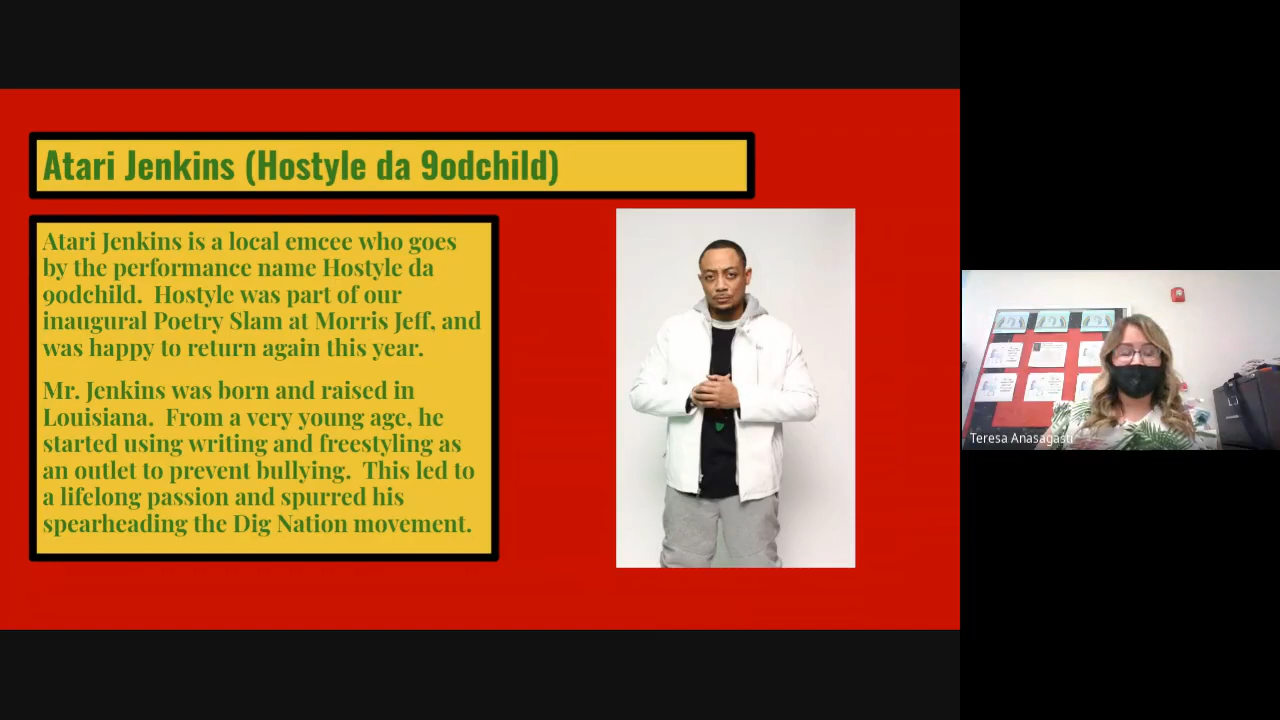 Atari Jenkins (Hostyle da 9odchild)
Atari Jenkins is a local emcee who goes
by the performance name Hostyle da
9odchild.  Hostyle was part of our
inaugural Poetry Slam at Morris Jeff, and
was happy to return again this year.
Mr. Jenkins was born and raised in
Louisiana.  From a very young age, he
started using writing and freestyling as
an outlet to prevent bullying.  This led to
a lifelong passion and spurred his
spearheading the Dig Nation movement.
Teresa Anasagasti